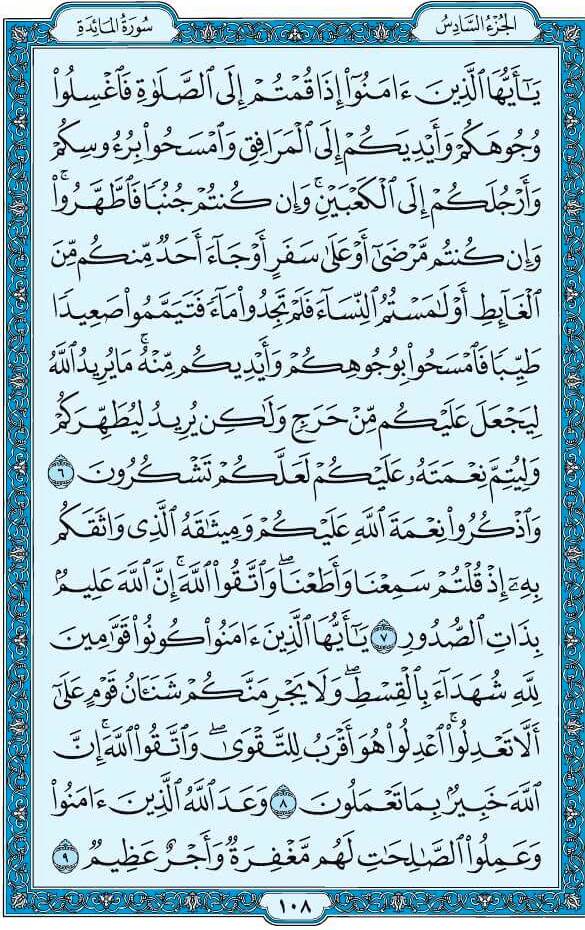 الجُزْءُ السَّادِسُ
سُورَةُ المَائِدَةِ
يَـٰٓأَيُّهَا ٱلَّذِينَ ءَامَنُوٓا۟ إِذَا قُمْتُمْ إِلَى ٱلصَّلَوٰةِ فَٱغْسِلُوا۟
وُجُوهَكُمْ وَأَيْدِيَكُمْ إِلَى ٱلْمَرَافِقِ وَٱمْسَحُوا۟ بِرُءُوسِكُمْ
وَأَرْجُلَكُمْ إِلَى ٱلْكَعْبَيْنِ ۚ وَإِن كُنتُمْ جُنُبًا فَٱطَّهَّرُوا۟ ۚ
وَإِن كُنتُم مَّرْضَىٰٓ أَوْ عَلَىٰ سَفَرٍ أَوْ جَآءَ أَحَدٌ مِّنكُم مِّنَ
ٱلْغَآئِطِ أَوْ لَـٰمَسْتُمُ ٱلنِّسَآءَ فَلَمْ تَجِدُوا۟ مَآءً فَتَيَمَّمُوا۟ صَعِيدًا
طَيِّبًا فَٱمْسَحُوا۟ بِوُجُوهِكُمْ وَأَيْدِيكُم مِّنْهُ ۚ مَا يُرِيدُ ٱللَّهُ
لِيَجْعَلَ عَلَيْكُم مِّنْ حَرَجٍ وَلَـٰكِن يُرِيدُ لِيُطَهِّرَكُمْ
وَلِيُتِمَّ نِعْمَتَهُۥ عَلَيْكُمْ لَعَلَّكُمْ تَشْكُرُونَ ٦
وَٱذْكُرُوا۟ نِعْمَةَ ٱللَّهِ عَلَيْكُمْ وَمِيثَـٰقَهُ ٱلَّذِى وَاثَقَكُم
بِهِۦٓ إِذْ قُلْتُمْ سَمِعْنَا وَأَطَعْنَا ۖ وَٱتَّقُوا۟ ٱللَّهَ ۚ إِنَّ ٱللَّهَ عَلِيمٌۢ
بِذَاتِ ٱلصُّدُورِ ٧ يَـٰٓأَيُّهَا ٱلَّذِينَ ءَامَنُوا۟ كُونُوا۟ قَوَّٰمِينَ
لِلَّهِ شُهَدَآءَ بِٱلْقِسْطِ ۖ وَلَا يَجْرِمَنَّكُمْ شَنَـَٔانُ قَوْمٍ عَلَىٰٓ
أَلَّا تَعْدِلُوا۟ ۚ ٱعْدِلُوا۟ هُوَ أَقْرَبُ لِلتَّقْوَىٰ ۖ وَٱتَّقُوا۟ ٱللَّهَ ۚ إِنَّ
ٱللَّهَ خَبِيرٌۢ بِمَا تَعْمَلُونَ ٨ وَعَدَ ٱللَّهُ ٱلَّذِينَ ءَامَنُوا۟
وَعَمِلُوا۟ ٱلصَّـٰلِحَـٰتِ ۙ لَهُم مَّغْفِرَةٌ وَأَجْرٌ عَظِيمٌ ٩
١٠٨